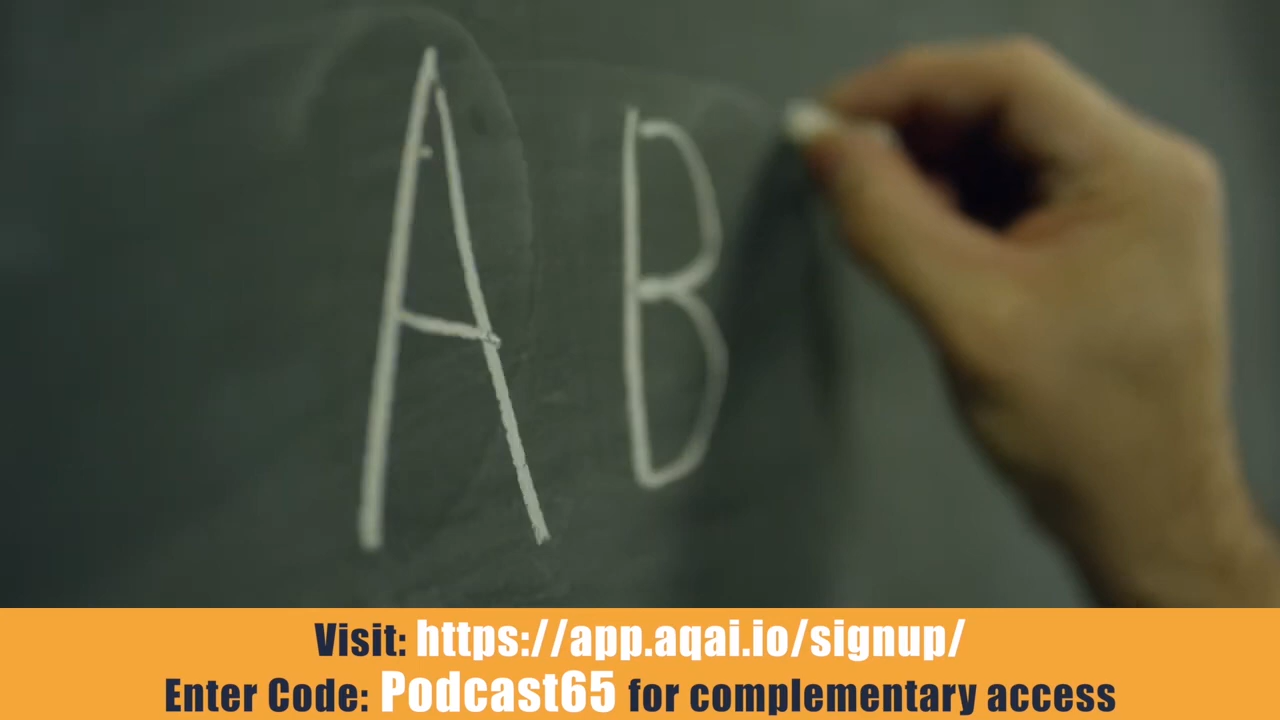 A B
Visit: https://app.aqai.io/signup/
Enter Code: Podcast65 for complementary access